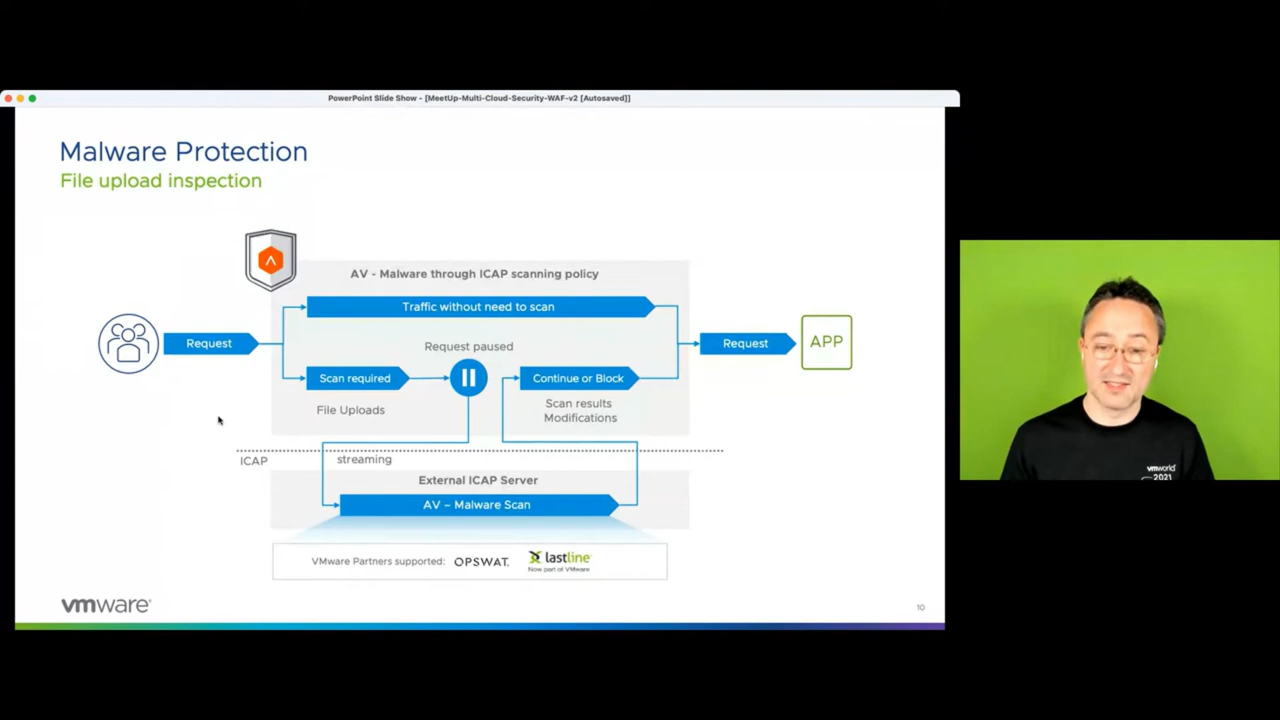 PowerPoint Slide Show - [MeetUp-Multi-Cloud-Security-WAF-v2 [Autosaved]]
Malware Protection
File upload inspection
AV - Malware through ICAP scanning policy
Traffic without need to scan
Request
Request paused
Scan required
Continue or Block
Request
APP
File Uploads
Scan results
Modifications
ICAP
streaming
External ICAP Server
AV – Malware Scan
VMware Partners supported:
OPSWAT.
lastline
Now part of VMware
vmware®
10
vmworld
2021